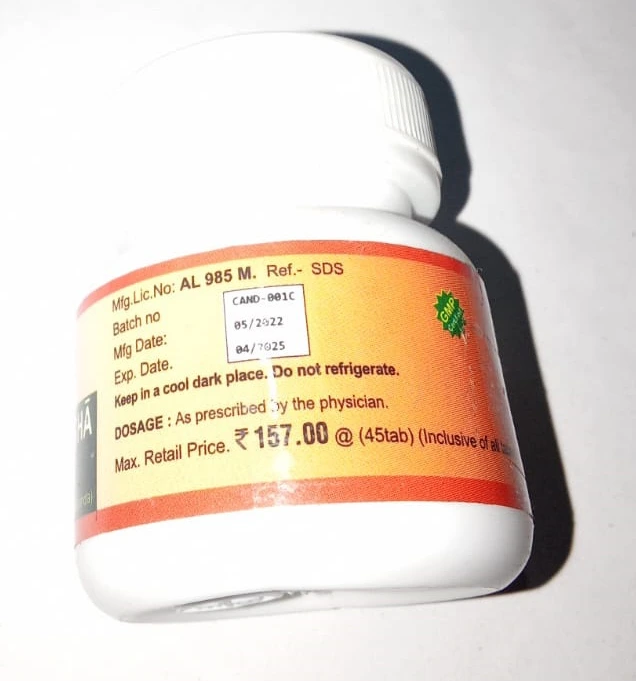 Mfg.Lic.No: AL 985 M. Ref.- SDS
Batch no CAND-001C
Mfg Date: 05/2022
Exp. Date. 04/2025
Keep in a cool dark place. Do not refrigerate.
DOSAGE : As prescribed by the physician.
Max. Retail Price. ₹ 157.00 @ (45tab) (Inclusive of all
GMP
HĀ